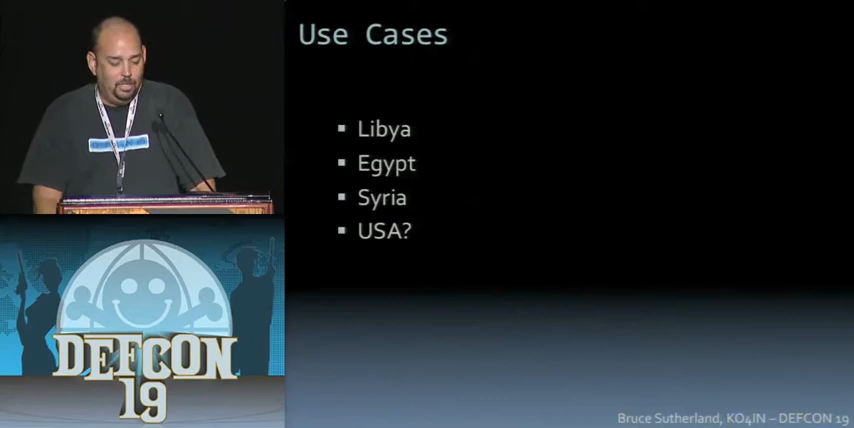 Use Cases
Libya
Egypt
Syria
USA?
DEFCON
19
Bruce Sutherland, KO4IN – DEFCON 19